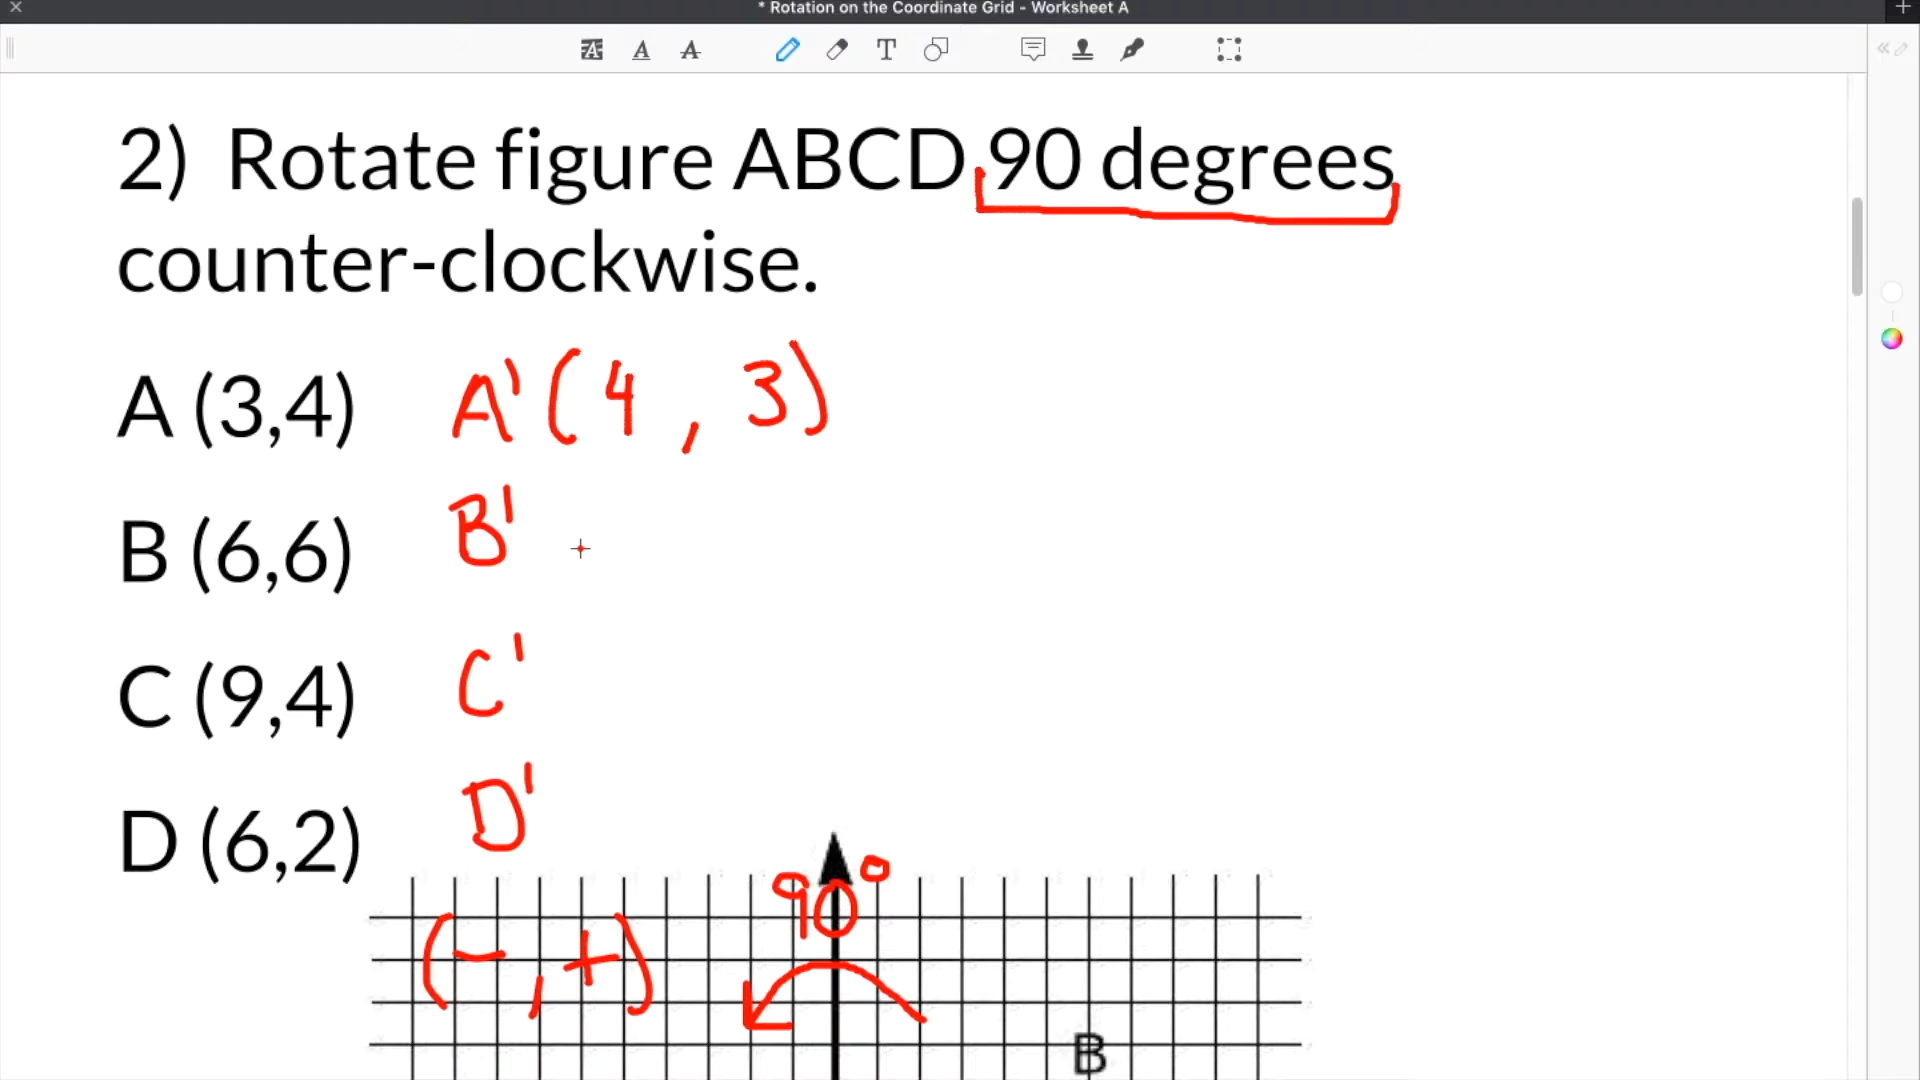 * Rotation on the Coordinate Grid - Worksheet A
2) Rotate figure ABCD 90 degrees
counter-clockwise.
A (3,4) A' (4 , 3)
B (6,6) B'
C (9,4) C'
D (6,2) D'
90°
(- , +)
B